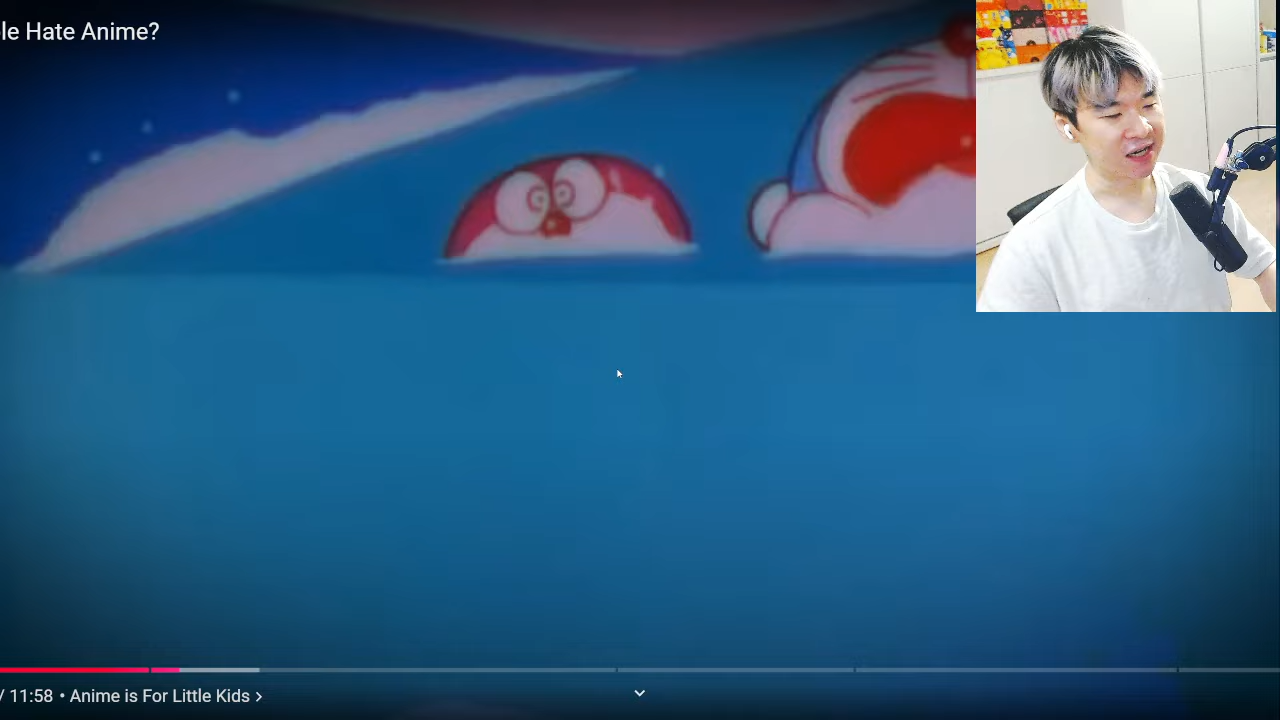 le Hate Anime?
/ 11:58 • Anime is For Little Kids >